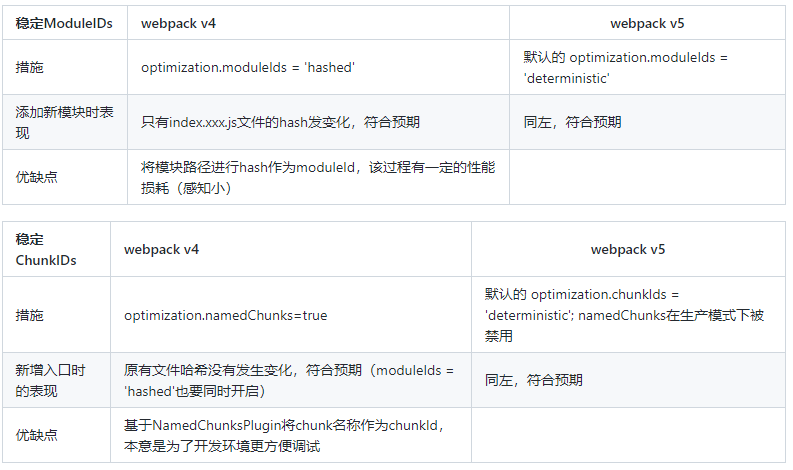 稳定ModuleIDs
webpack v4
webpack v5
措施
optimization.moduleIds = 'hashed'
默认的 optimization.moduleIds =
'deterministic'
添加新模块时表
现
只有index.xxx.js文件的hash发变化，符合预期
同左，符合预期
优缺点
将模块路径进行hash作为moduleId，该过程有一定的性能
损耗（感知小）
稳定
ChunkIDs
webpack v4
webpack v5
措施
optimization.namedChunks=true
默认的 optimization.chunkIds =
'deterministic'; namedChunks在生产模式下被
禁用
新增入口时
的表现
原有文件哈希没有发生变化，符合预期（moduleIds =
'hashed'也要同时开启）
同左，符合预期
优缺点
基于NamedChunksPlugin将chunk名称作为chunkId，
本意是为了开发环境更方便调试